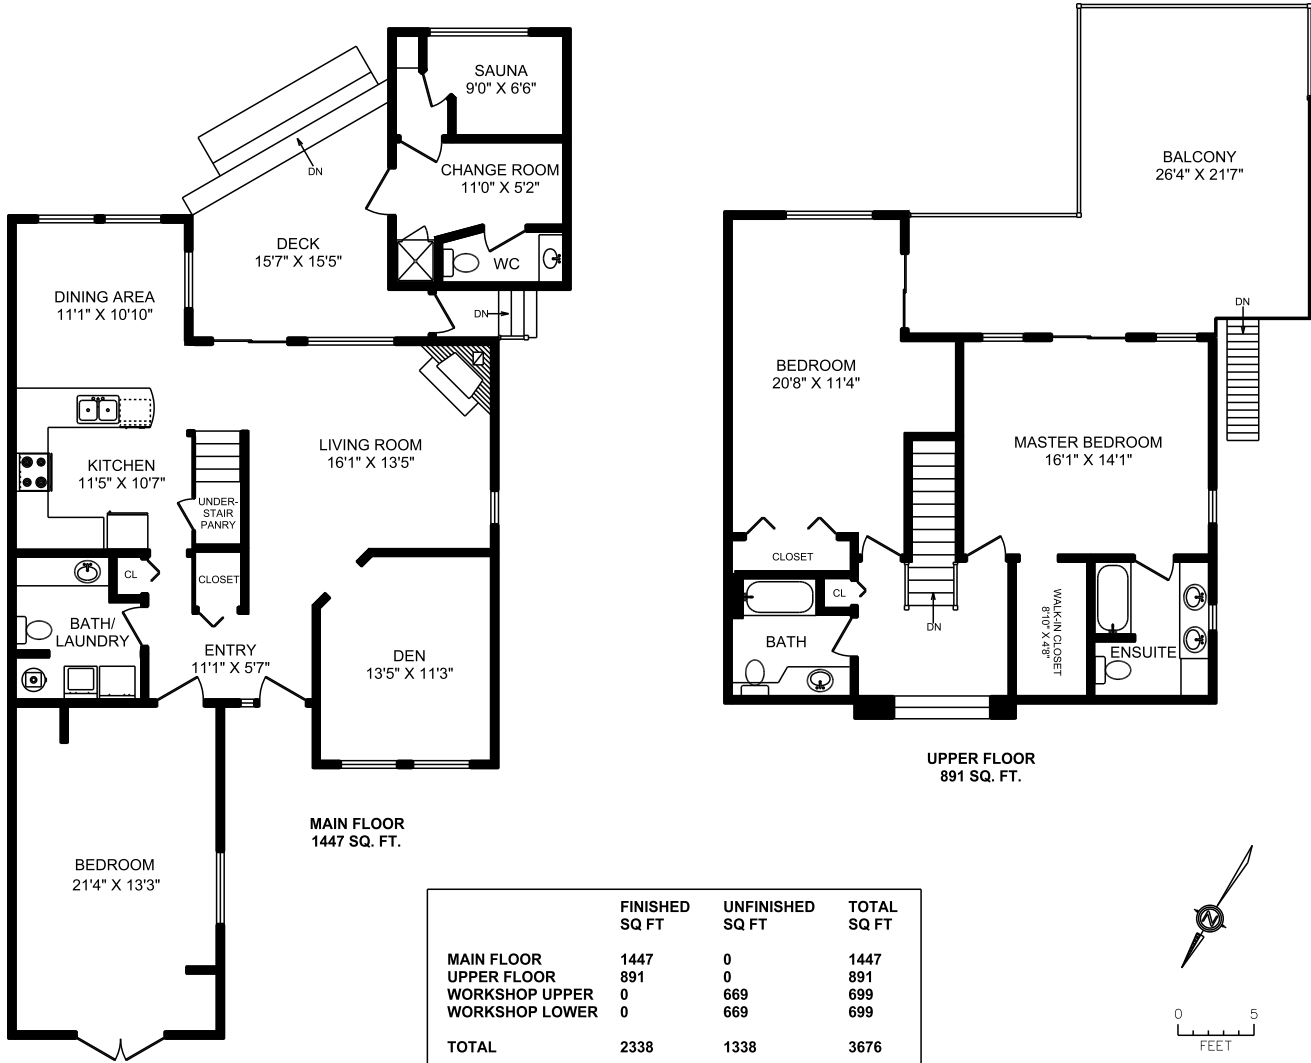 SAUNA
9'0" X 6'6"
CHANGE ROOM
11'0" X 5'2"
DN
DECK
15'7" X 15'5"
WC
DN
DINING AREA
11'1" X 10'10"
LIVING ROOM
16'1" X 13'5"
KITCHEN
11'5" X 10'7"
UNDER-
STAIR
PANRY
CL
CLOSET
BATH/
LAUNDRY
ENTRY
11'1" X 5'7"
DEN
13'5" X 11'3"
BEDROOM
21'4" X 13'3"
MAIN FLOOR
1447 SQ. FT.
BALCONY
26'4" X 21'7"
DN
BEDROOM
20'8" X 11'4"
MASTER BEDROOM
16'1" X 14'1"
CLOSET
CL
BATH
DN
WALK-IN CLOSET
8'10" X 4'8"
ENSUITE
UPPER FLOOR
891 SQ. FT.
FINISHED UNFINISHED TOTAL
SQ FT SQ FT SQ FT
MAIN FLOOR 1447 0 1447
UPPER FLOOR 891 0 891
WORKSHOP UPPER 0 669 699
WORKSHOP LOWER 0 669 699
TOTAL 2338 1338 3676
N
0 5
FEET